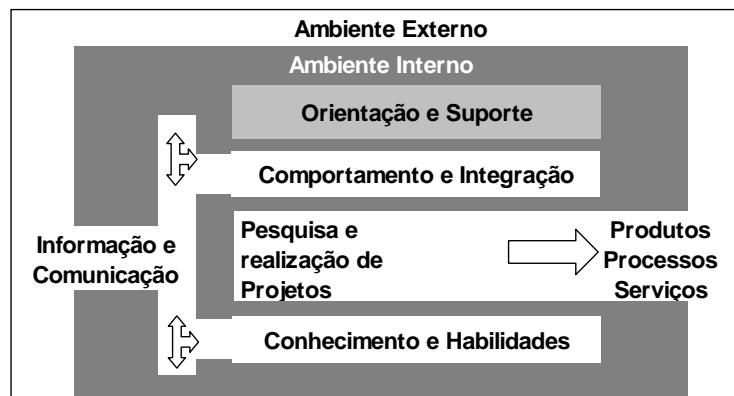 Ambiente Externo
Ambiente Interno
Orientação e Suporte
Comportamento e Integração
Informação e
Comunicação
Pesquisa e
realização de
Projetos
Produtos
Processos
Serviços
Conhecimento e Habilidades